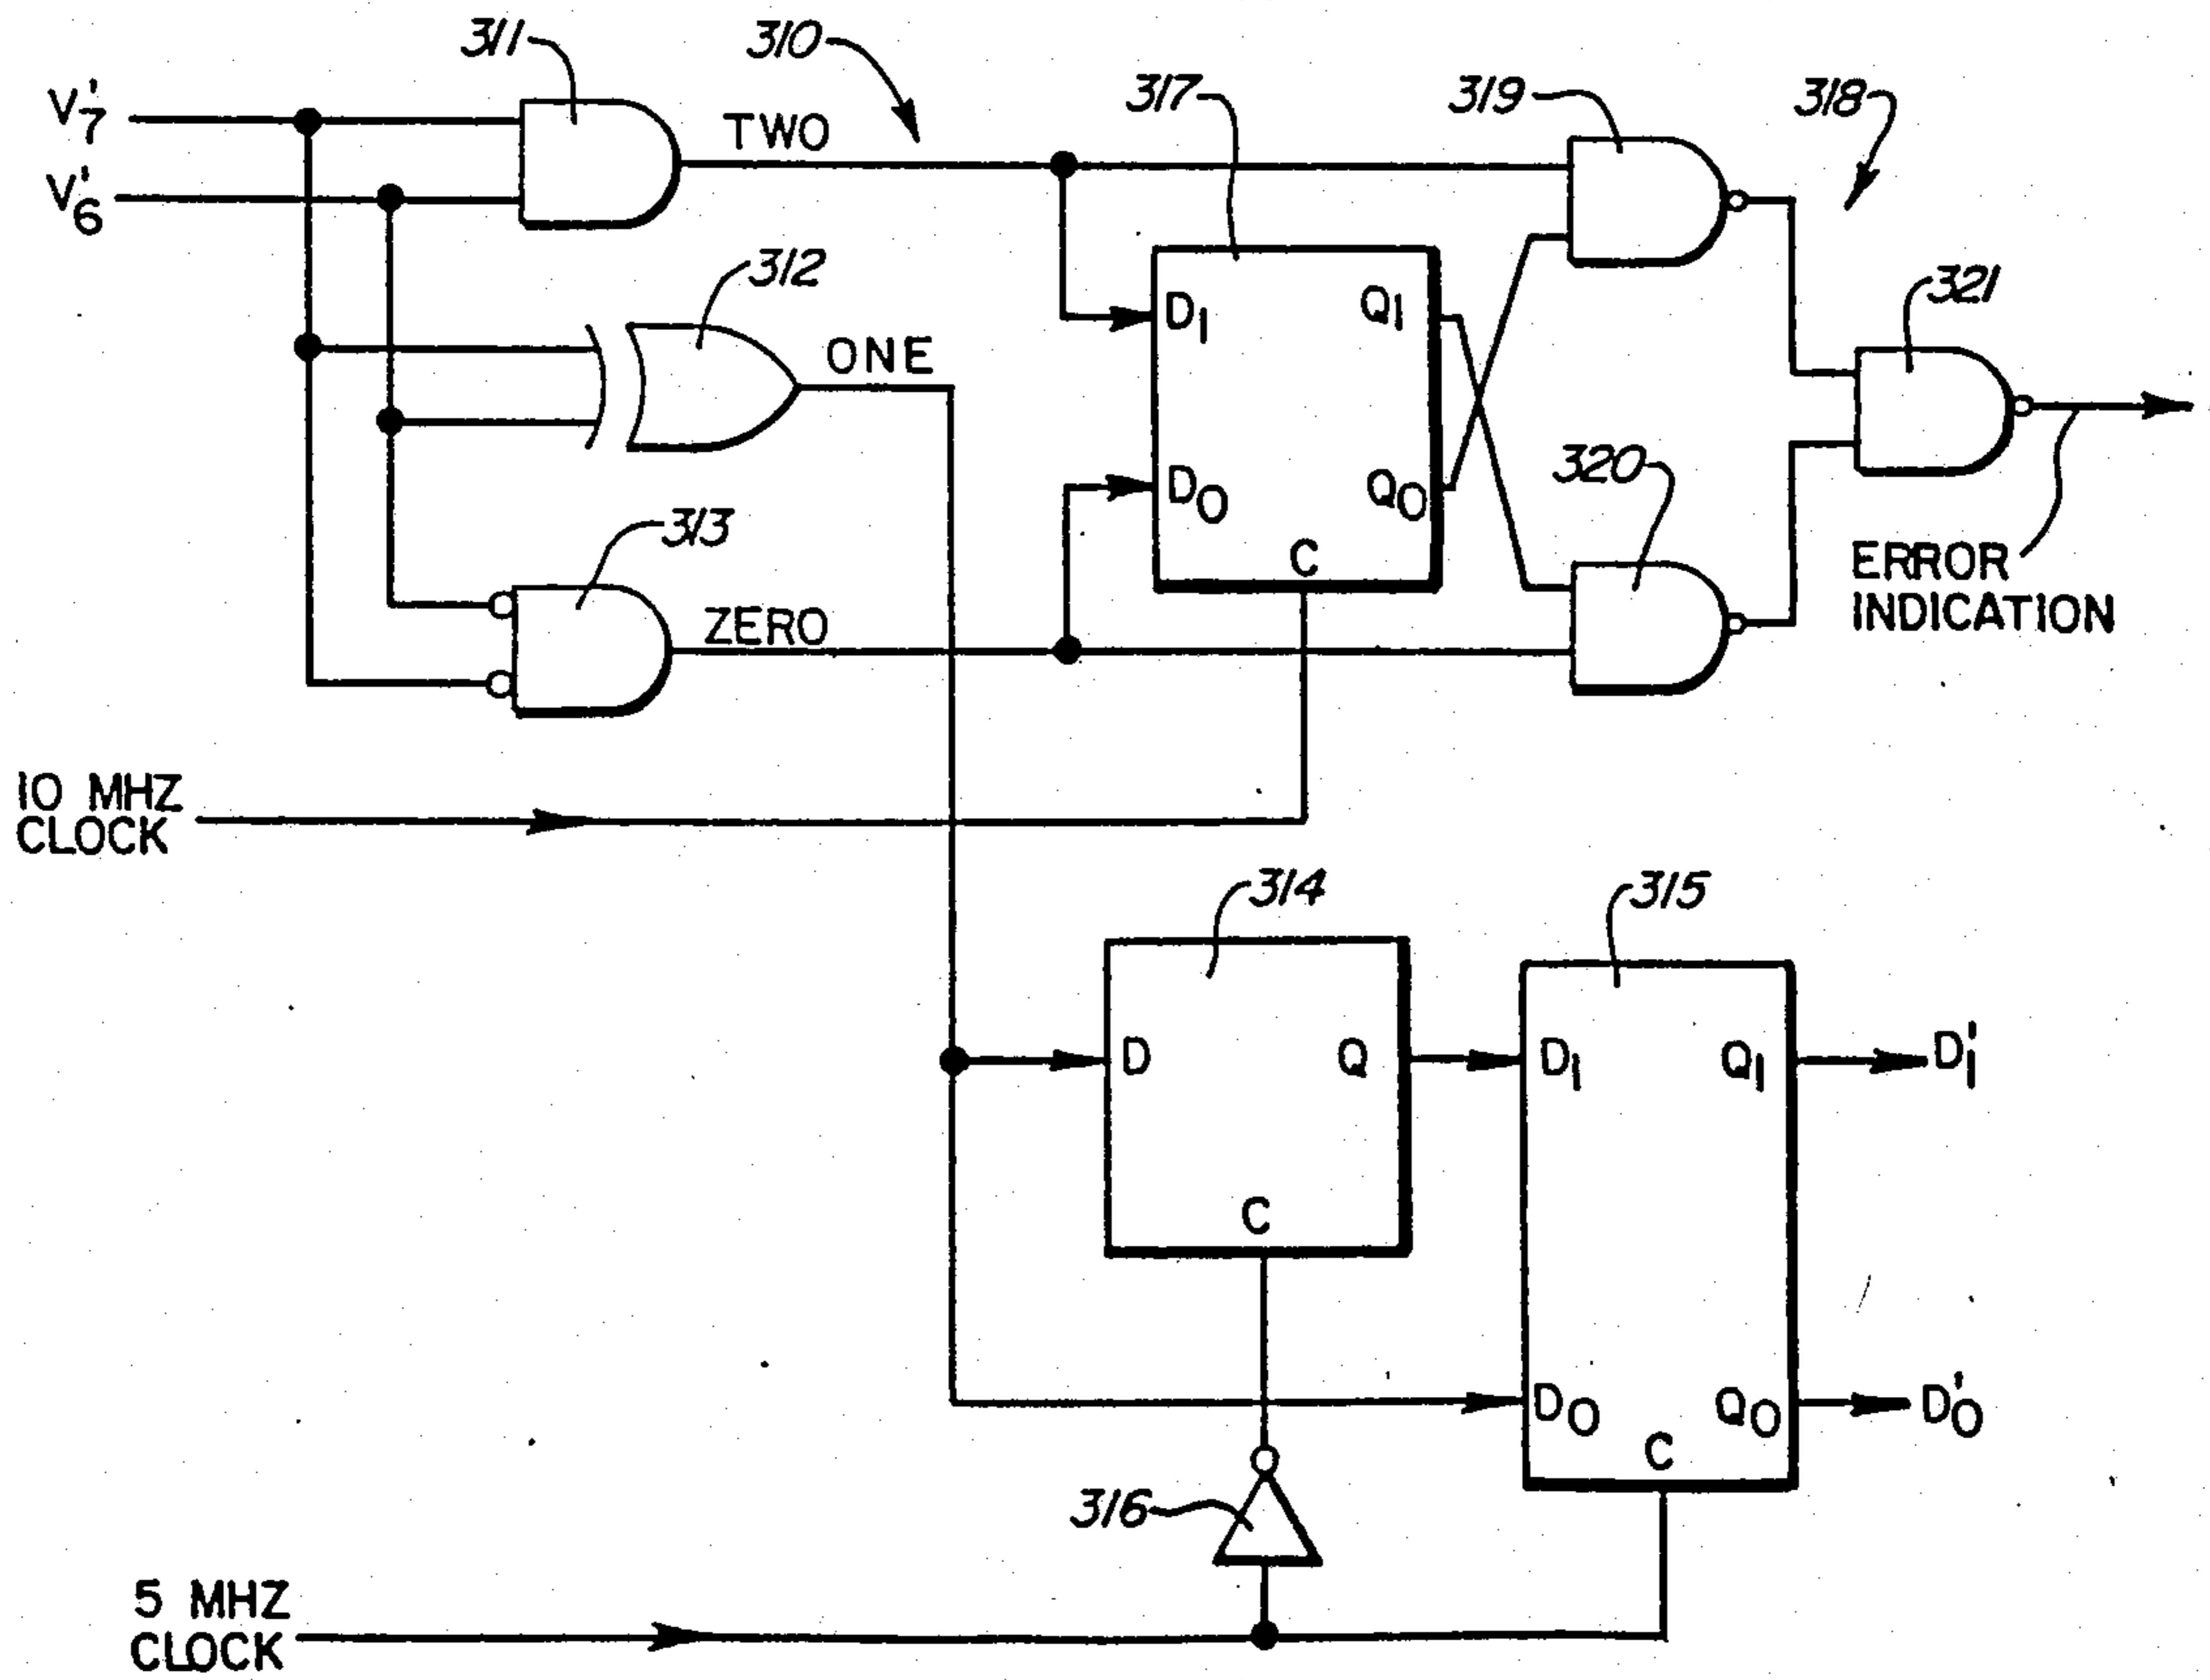 311
310
317
319
318
V'7
V'6
TWO
312
321
D1
Q1
ONE
320
D0
Q0
313
C
ERROR
INDICATION
ZERO
10 MHZ
CLOCK
314
315
D
Q
D1
Q1
D'1
C
D0
Q0
D'0
C
316
5 MHZ
CLOCK